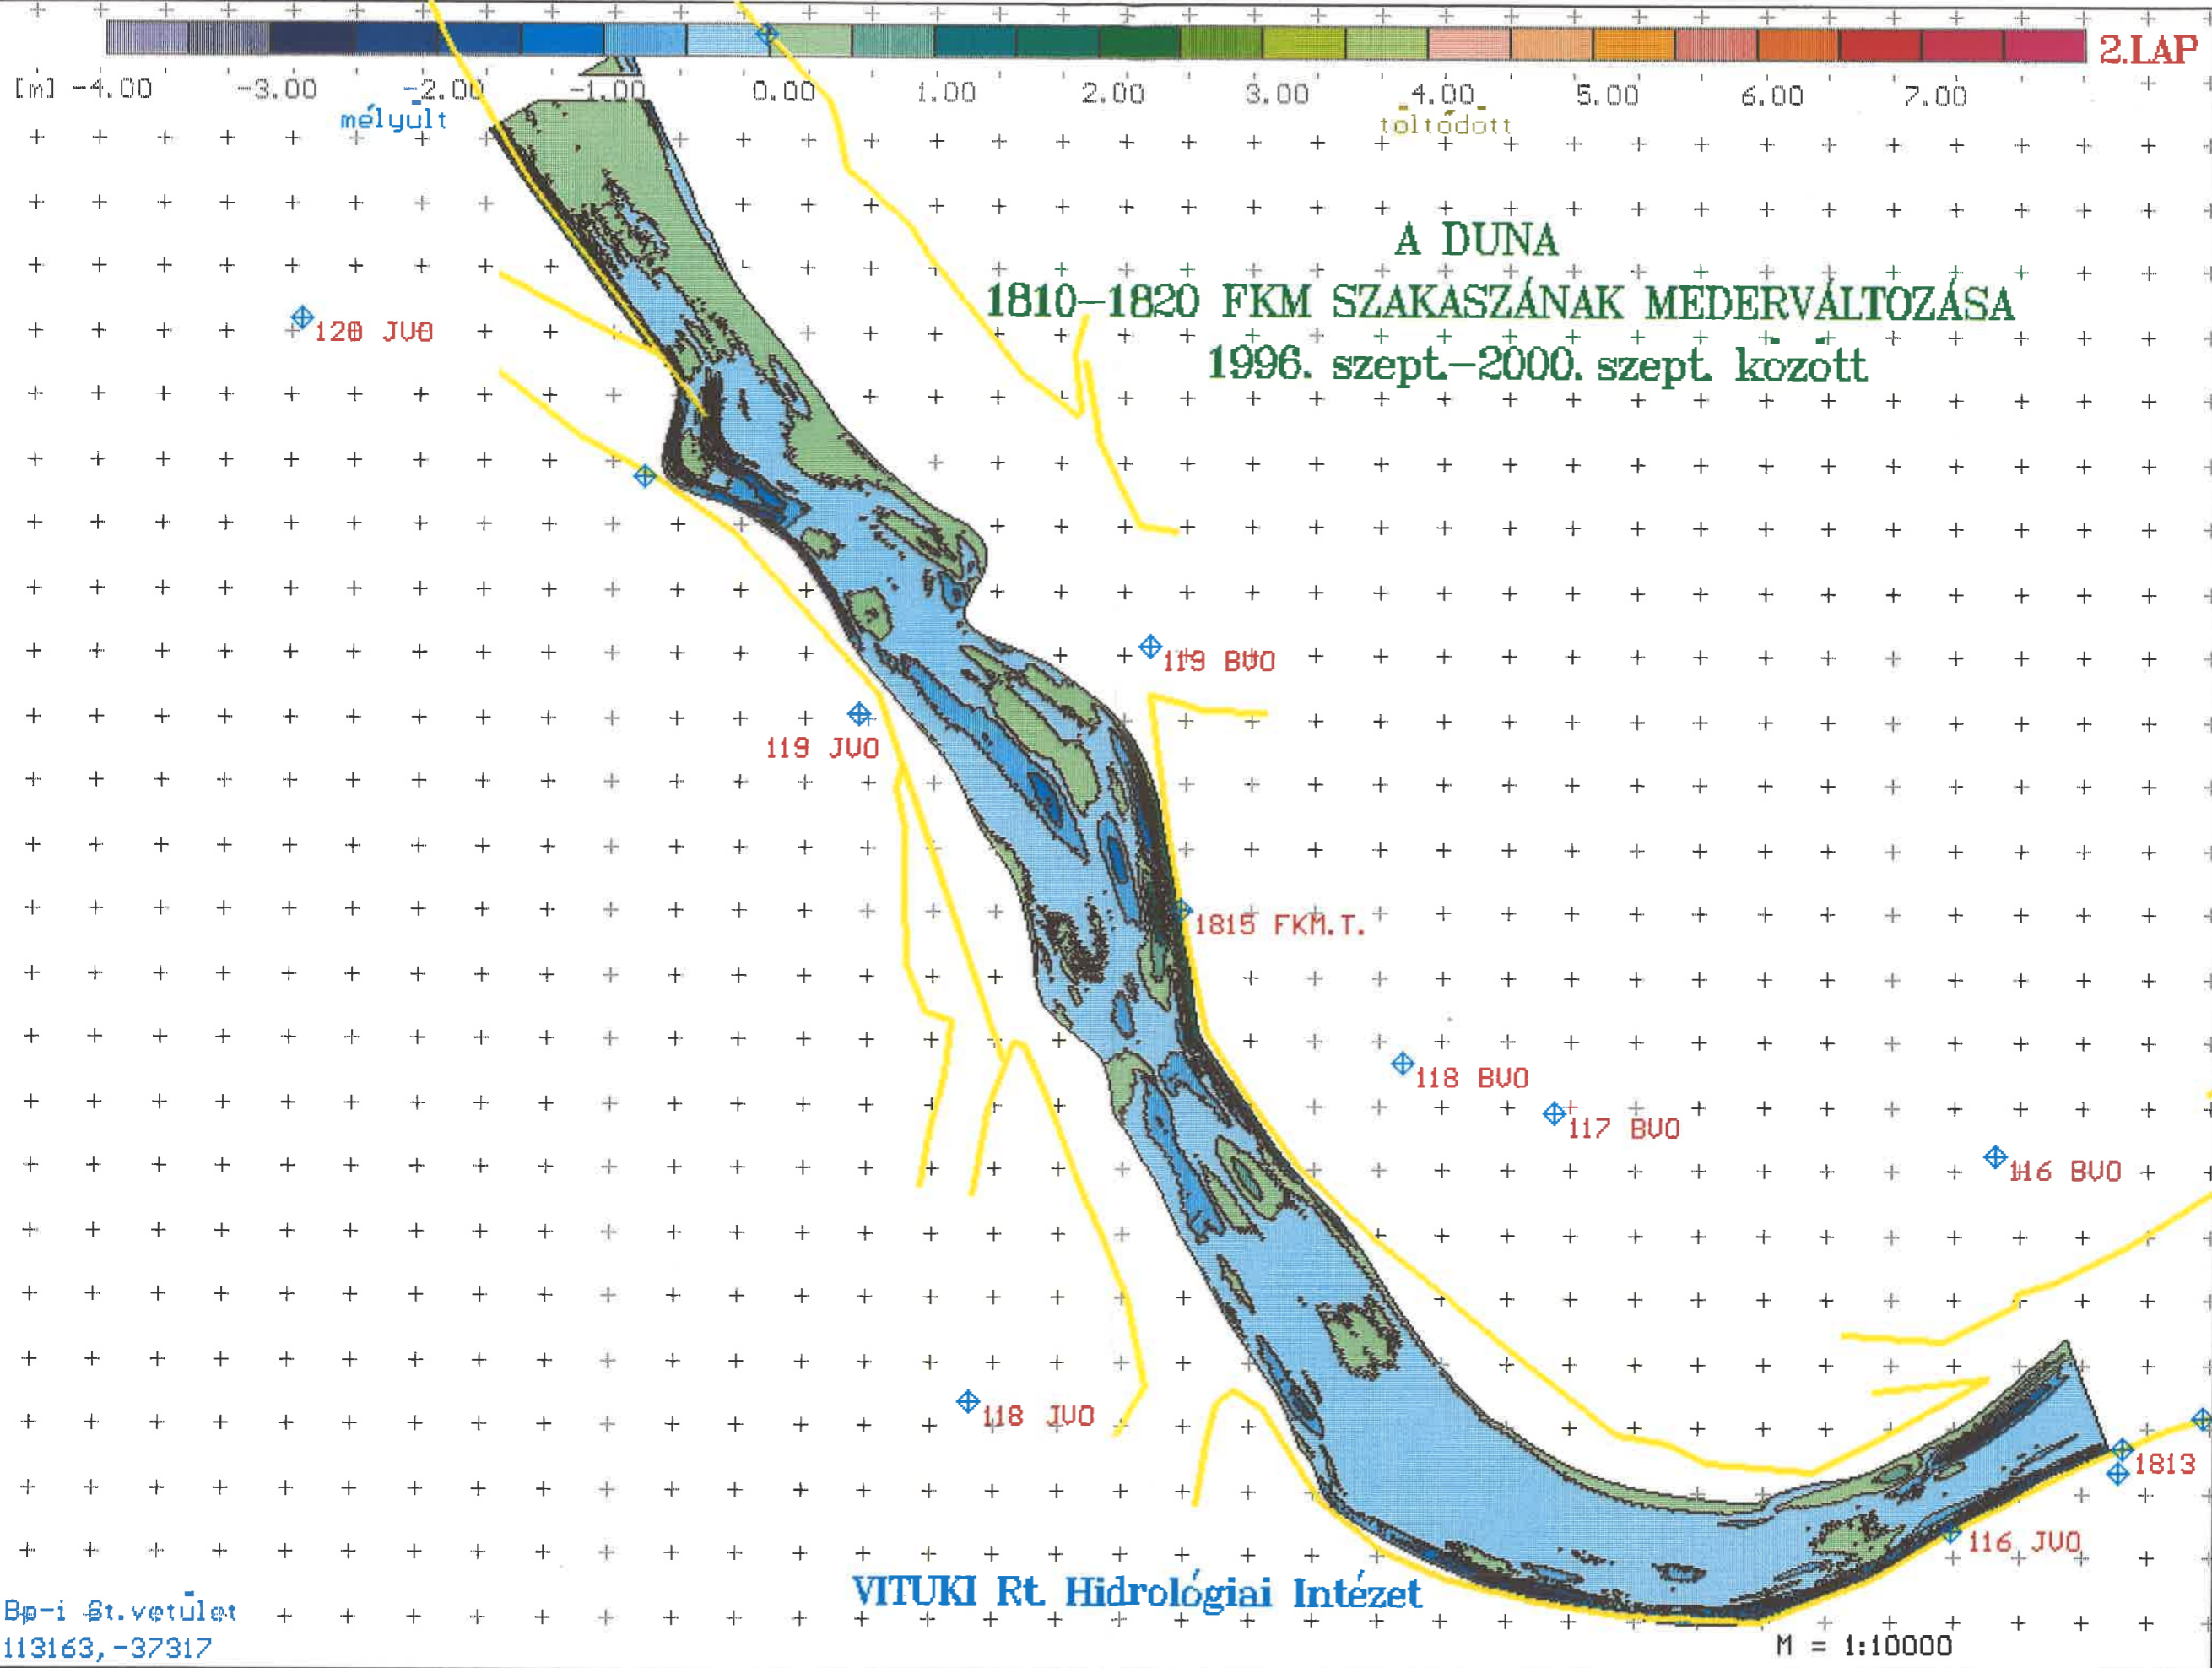 2.LAP
[m] -4.00 -3.00 -2.00 -1.00 0.00 1.00 2.00 3.00 4.00 5.00 6.00 7.00
mélyült töltődött
A DUNA
1810-1820 FKM SZAKASZÁNAK MEDERVÁLTOZÁSA
1996. szept.-2000. szept. között
120 JVO
119 BVO
119 JVO
1815 FKM.T.
118 BVO
117 BVO
116 BVO
118 JVO
1813
116 JVO
VITUKI Rt. Hidrológiai Intézet
Bp-i St.vetület
113163,-37317
M = 1:10000